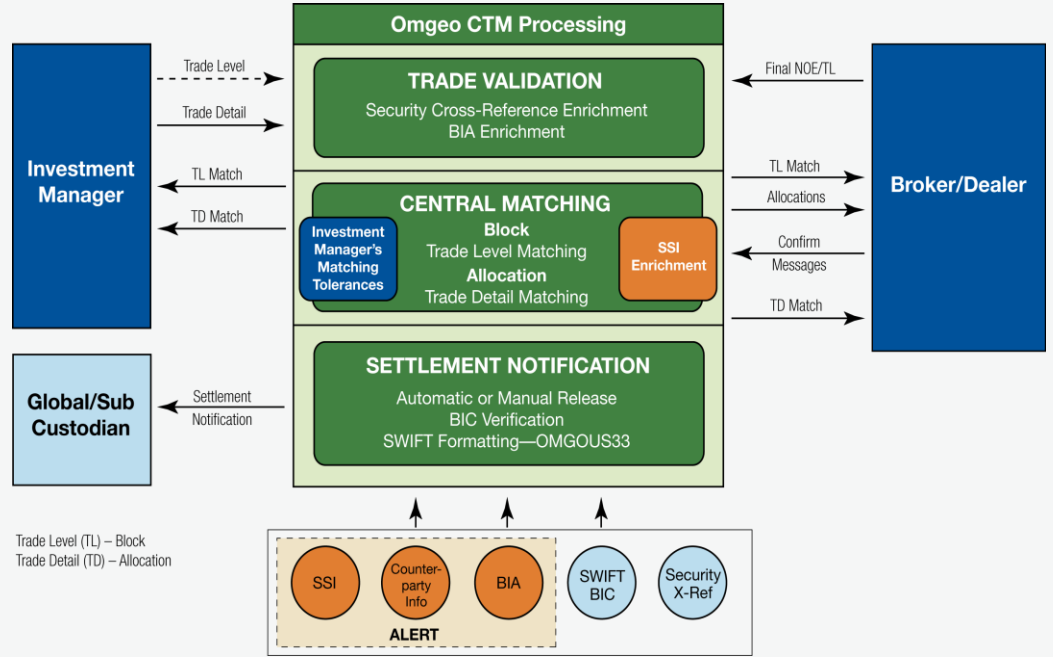 Omgeo CTM Processing
Investment
Manager
Trade Level
Trade Detail
TL Match
TD Match
TRADE VALIDATION
Security Cross-Reference Enrichment
BIA Enrichment
CENTRAL MATCHING
Block
Trade Level Matching
Allocation
Trade Detail Matching
Investment
Manager's
Matching
Tolerances
SSI
Enrichment
Final NOE/TL
TL Match
Allocations
Confirm
Messages
TD Match
Broker/Dealer
Global/Sub
Custodian
Settlement
Notification
SETTLEMENT NOTIFICATION
Automatic or Manual Release
BIC Verification
SWIFT Formatting—OMGOUS33
Trade Level (TL) – Block
Trade Detail (TD) – Allocation
SSI
Counter-
party
Info
BIA
ALERT
SWIFT
BIC
Security
X-Ref